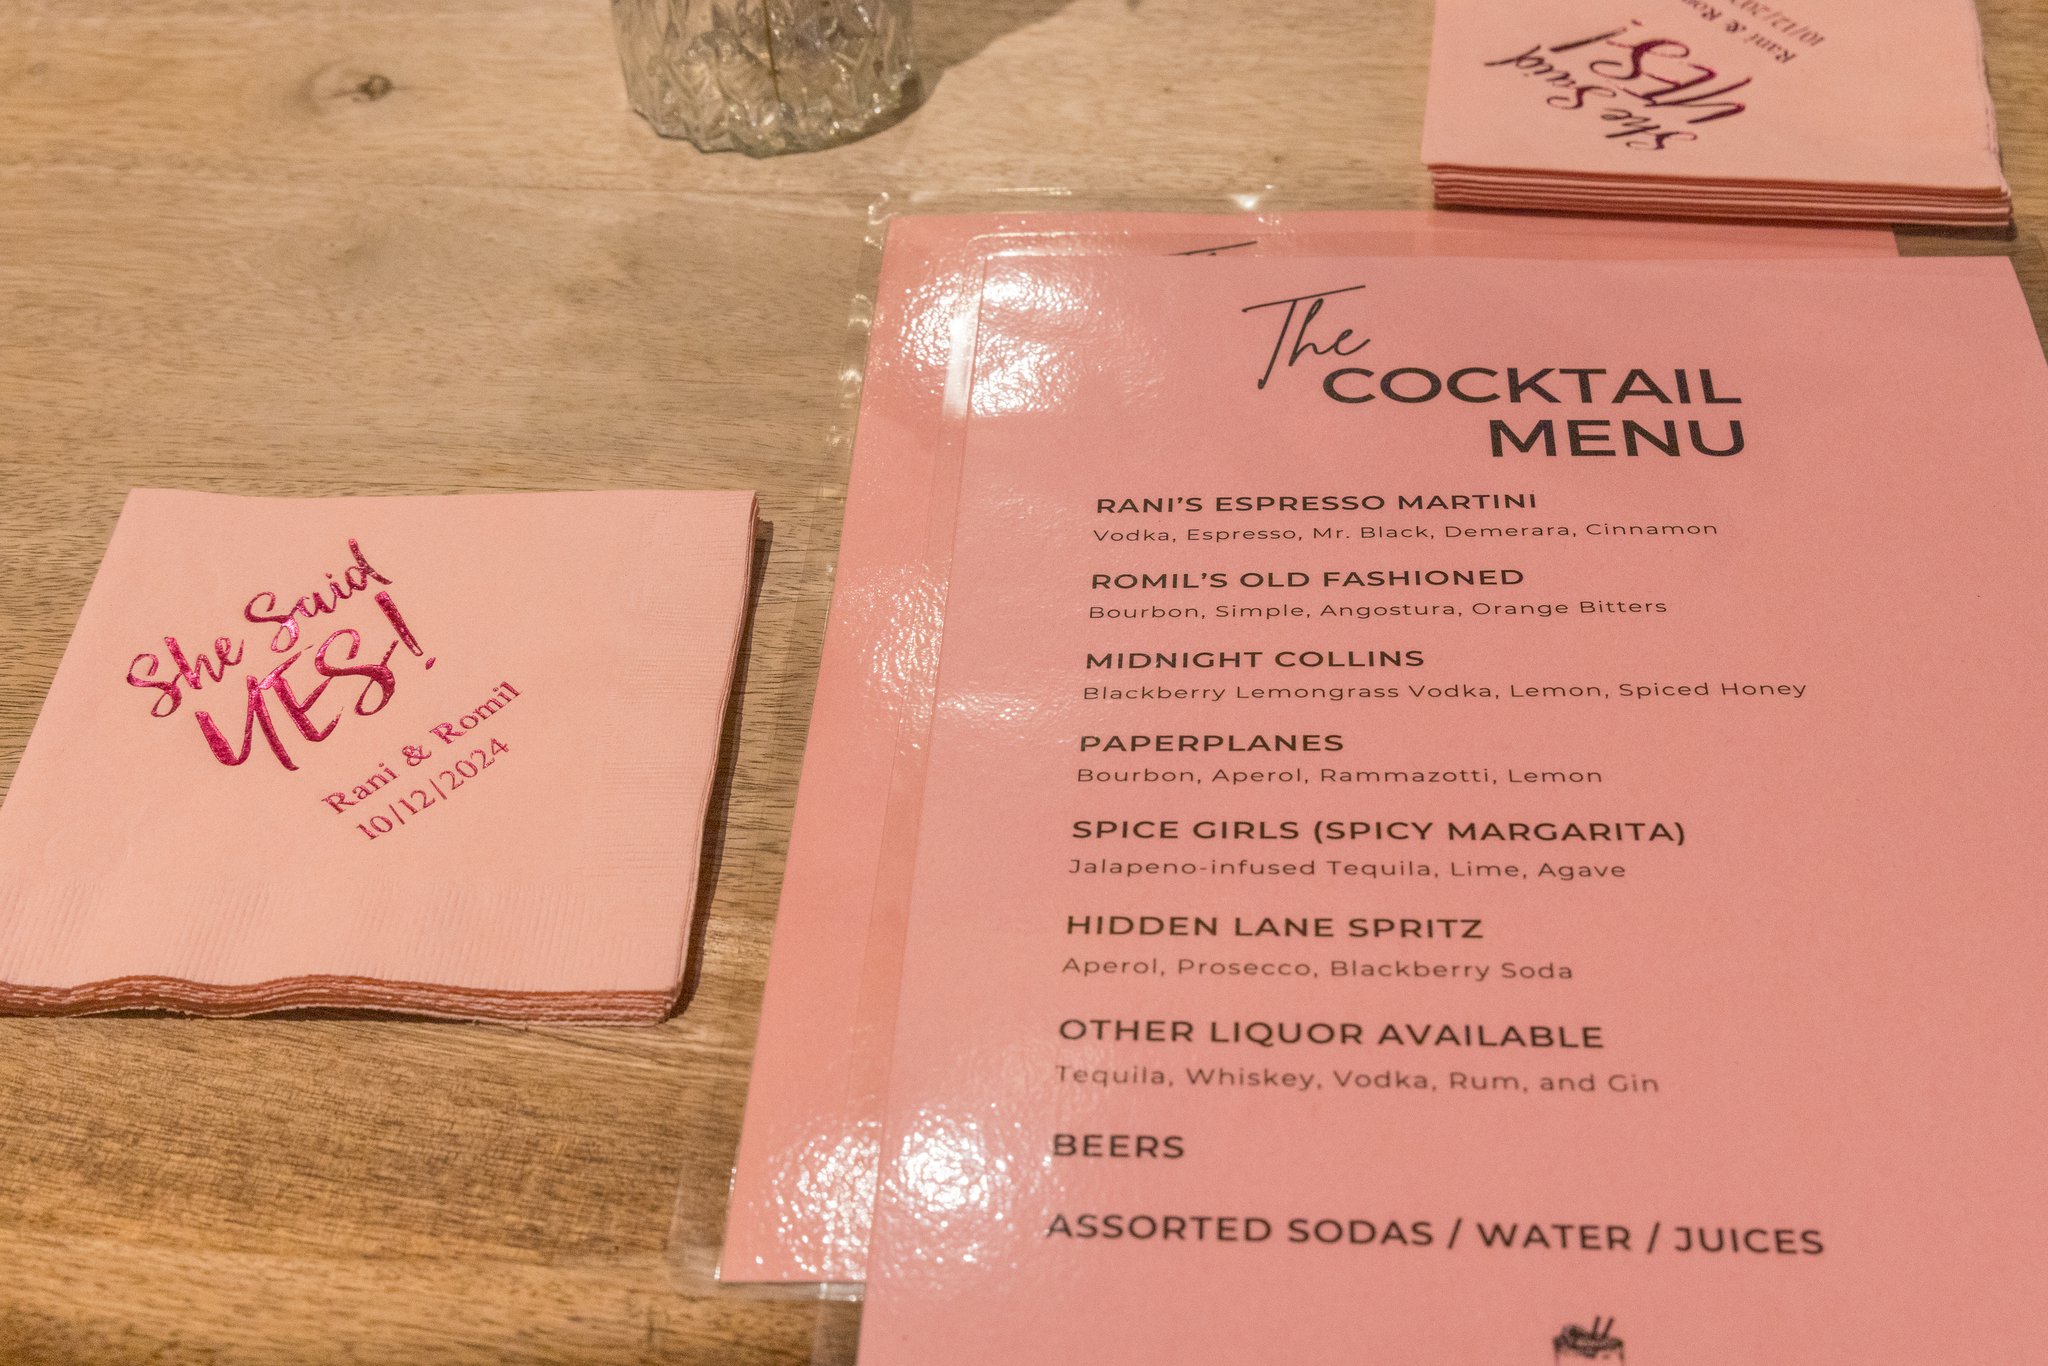 She Said
YES!
Rani & Romil
10/12/2024
She Said
YES!
Rani &
10/12/
The
COCKTAIL
MENU
RANI'S ESPRESSO MARTINI
Vodka, Espresso, Mr. Black, Demerara, Cinnamon
ROMIL'S OLD FASHIONED
Bourbon, Simple, Angostura, Orange Bitters
MIDNIGHT COLLINS
Blackberry Lemongrass Vodka, Lemon, Spiced Honey
PAPERPLANES
Bourbon, Aperol, Rammazotti, Lemon
SPICE GIRLS (SPICY MARGARITA)
Jalapeno-infused Tequila, Lime, Agave
HIDDEN LANE SPRITZ
Aperol, Prosecco, Blackberry Soda
OTHER LIQUOR AVAILABLE
Tequila, Whiskey, Vodka, Rum, and Gin
BEERS
ASSORTED SODAS / WATER / JUICES